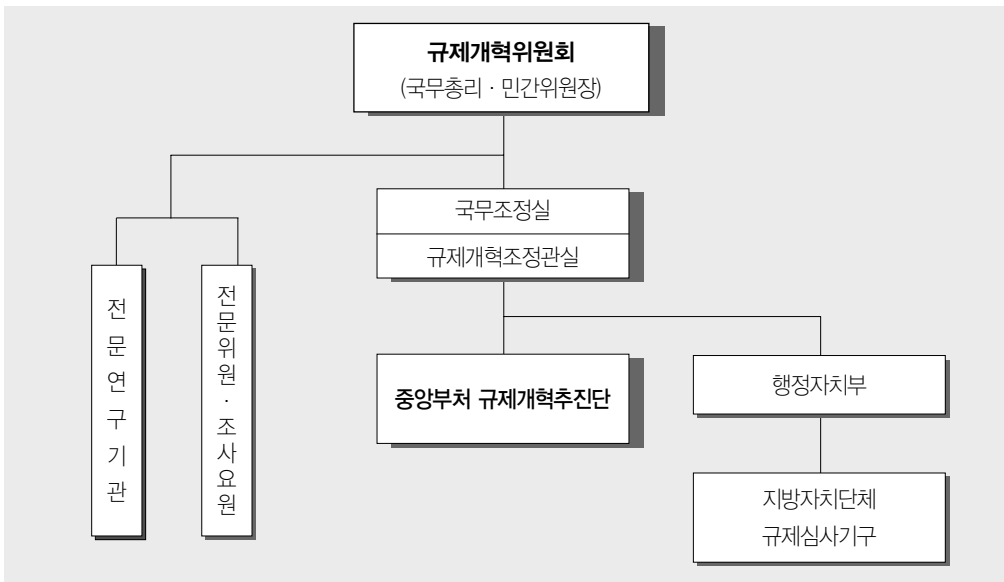 규제개혁위원회
(국무총리 · 민간위원장)
국무조정실
규제개혁조정관실
전문연구기관
전문위원 · 조사요원
중앙부처 규제개혁추진단
행정자치부
지방자치단체
규제심사기구